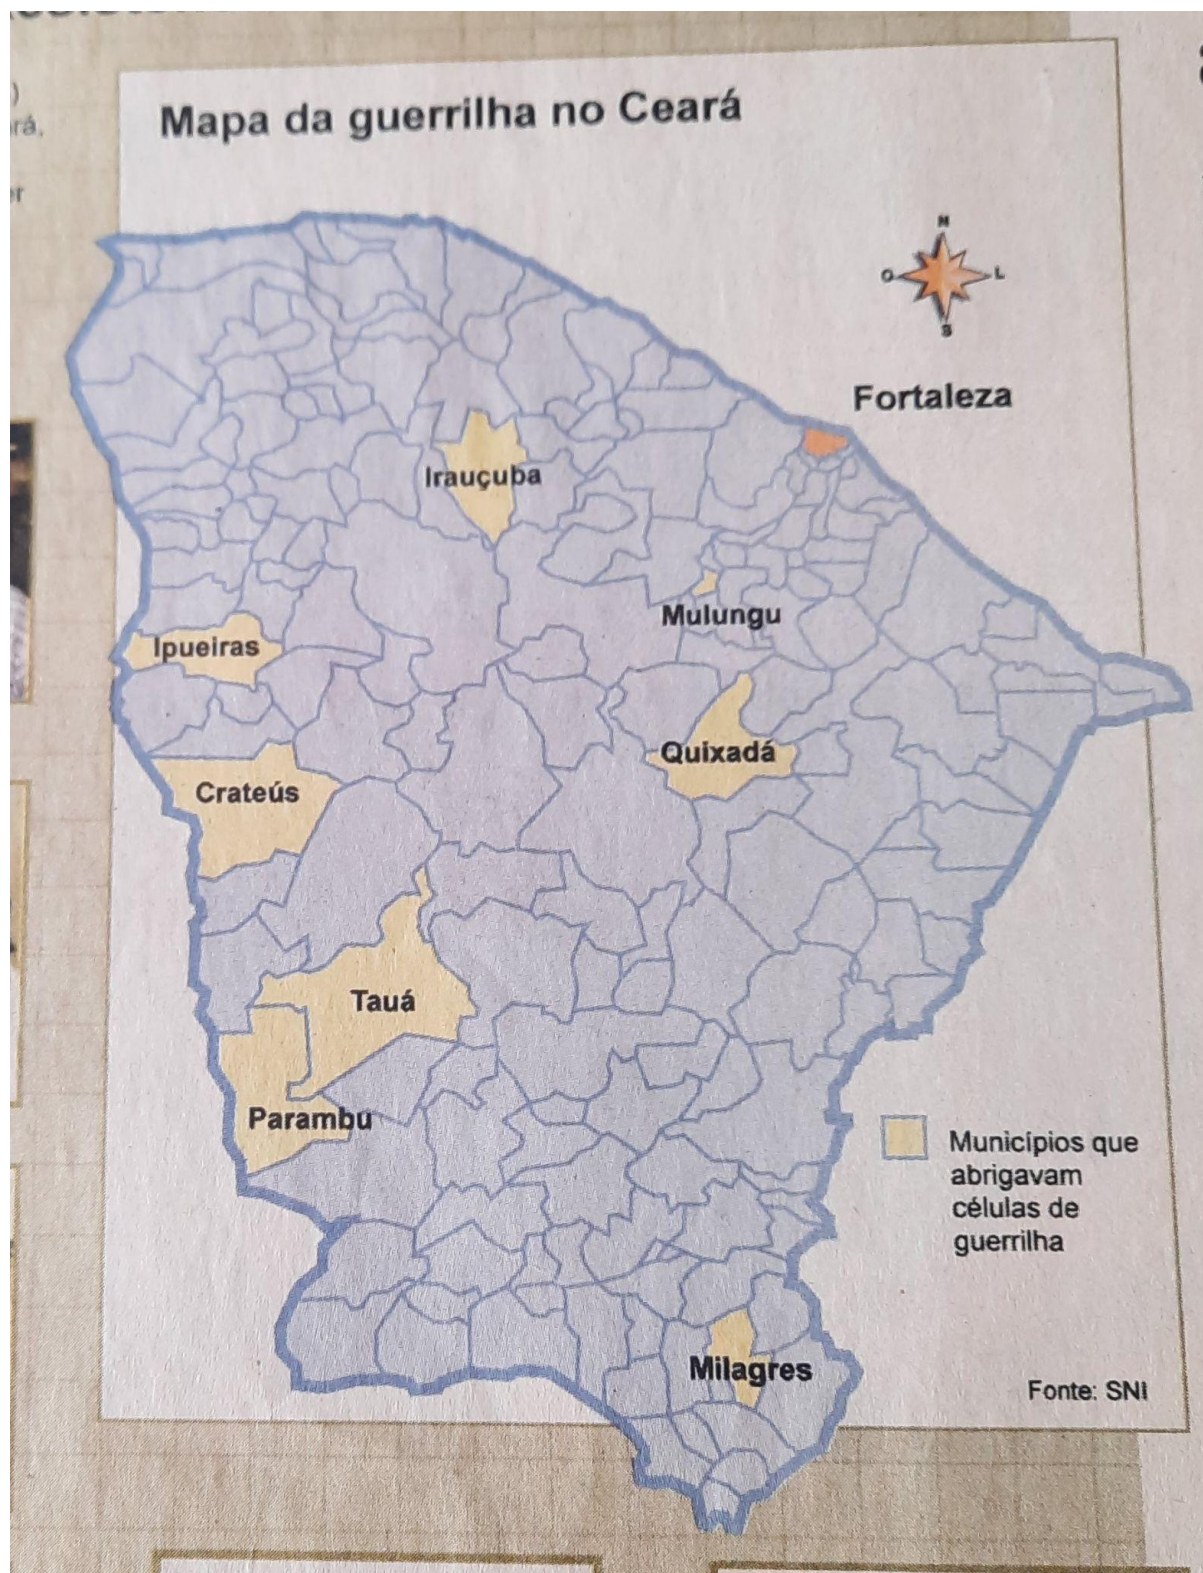 Mapa da guerrilha no Ceará
N
O
L
S
Fortaleza
Irauçuba
Mulungu
Ipueiras
Quixadá
Crateús
Tauá
Parambu
Municípios que
abrigavam
células de
guerrilha
Milagres
Fonte: SNI